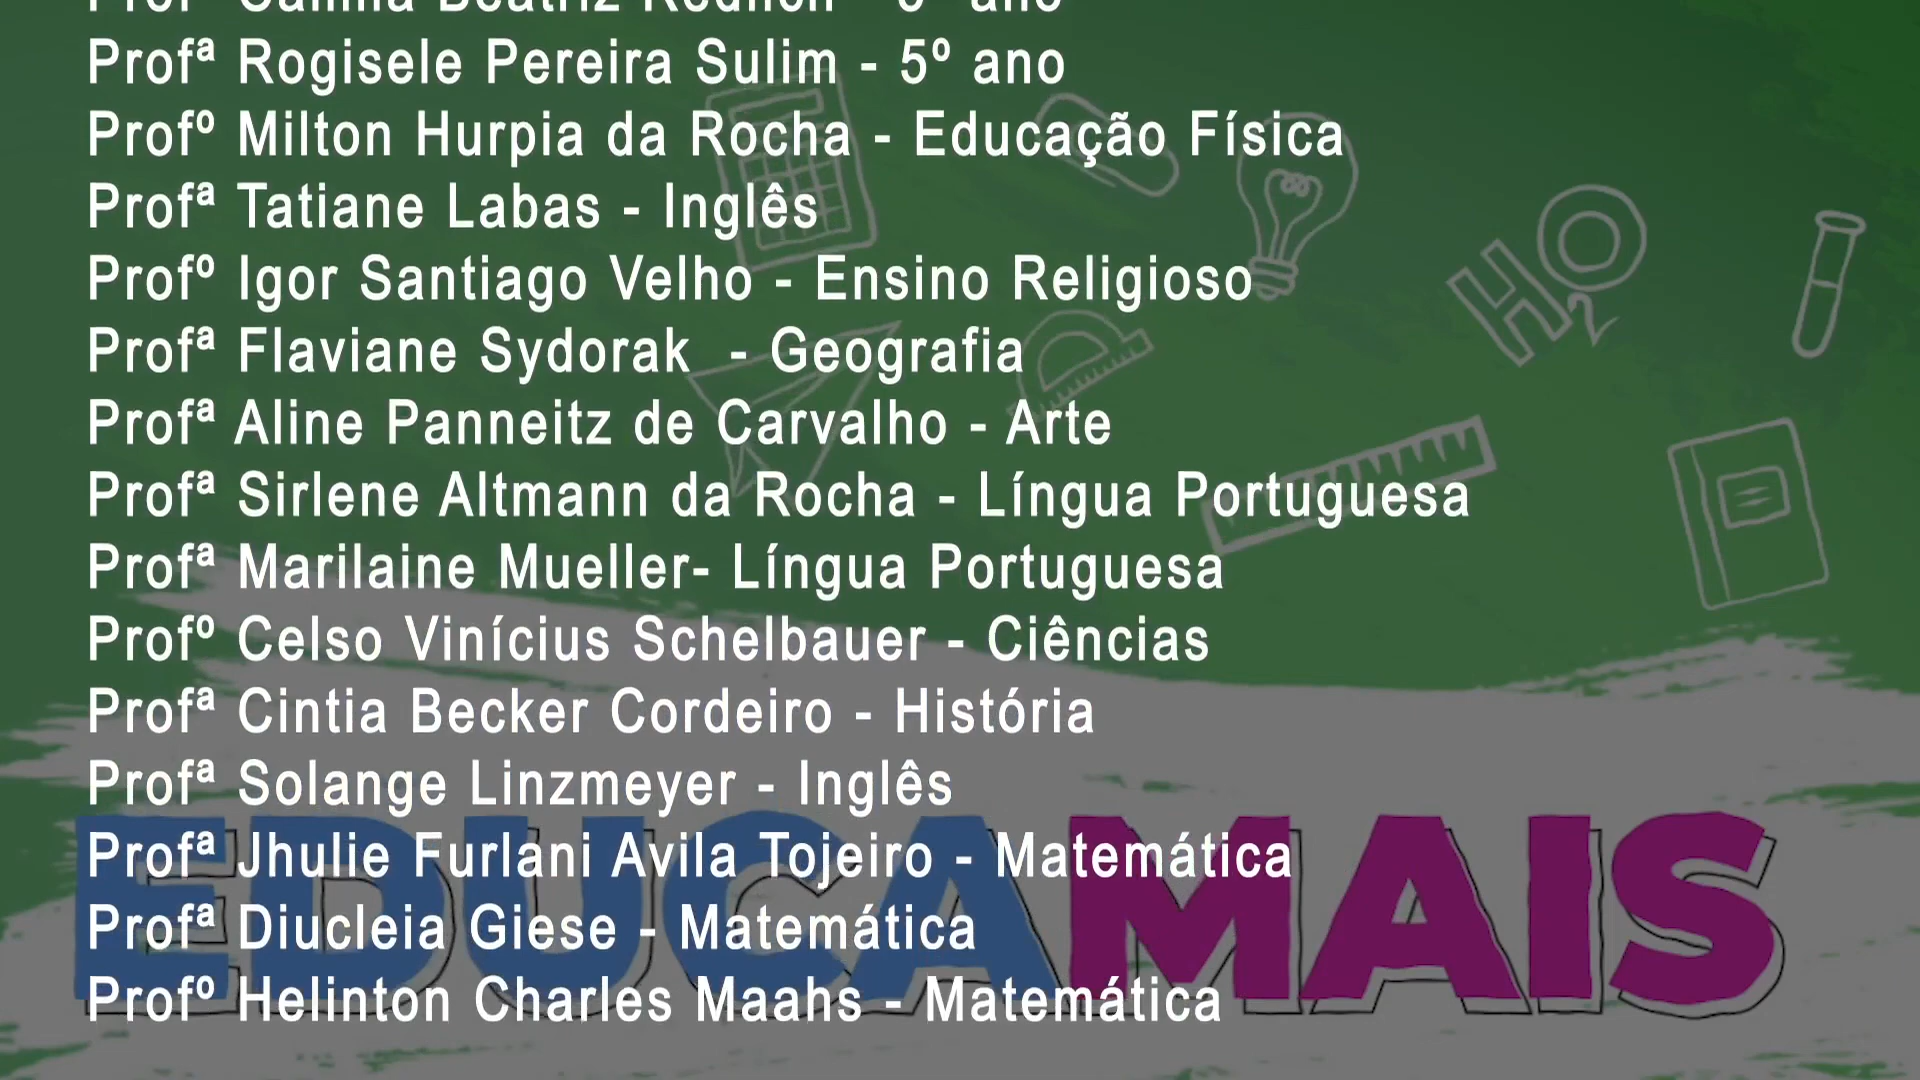 Profª Rogisele Pereira Sulim - 5º ano
Profº Milton Hurpia da Rocha - Educação Física
Profª Tatiane Labas - Inglês
Profº Igor Santiago Velho - Ensino Religioso
Profª Flaviane Sydorak  - Geografia
Profª Aline Panneitz de Carvalho - Arte
Profª Sirlene Altmann da Rocha - Língua Portuguesa
Profª Marilaine Mueller- Língua Portuguesa
Profº Celso Vinícius Schelbauer - Ciências
Profª Cintia Becker Cordeiro - História
Profª Solange Linzmeyer - Inglês
Profª Jhulie Furlani Avila Tojeiro - Matemática
Profª Diucleia Giese - Matemática
Profº Helinton Charles Maahs - Matemática
EDUCAMAIS
H2O